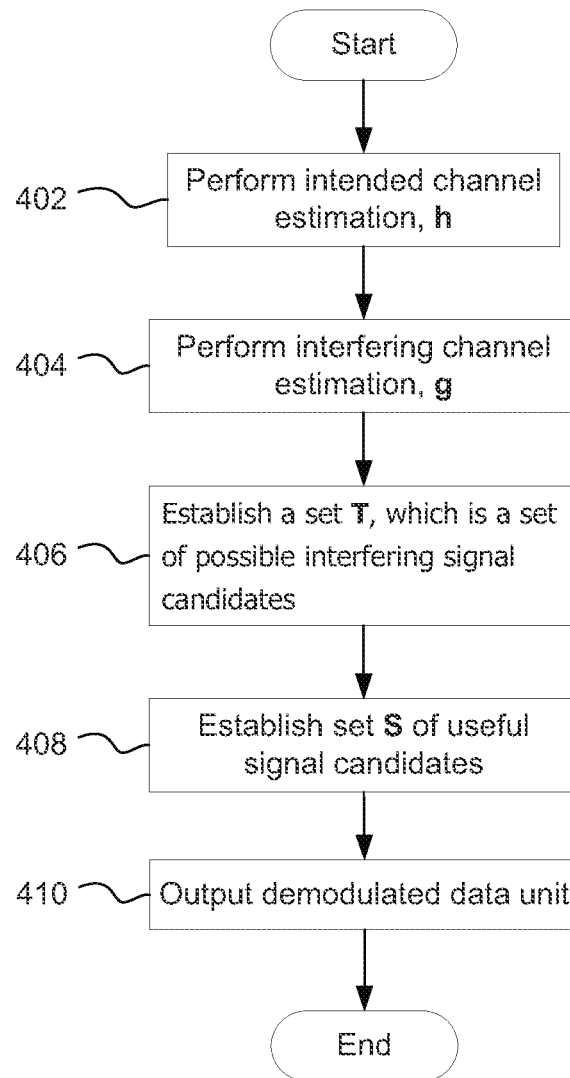 Start
402
Perform intended channel
estimation, h
404
Perform interfering channel
estimation, g
406
Establish a set T, which is a set
of possible interfering signal
candidates
408
Establish set S of useful
signal candidates
410
Output demodulated data unit
End